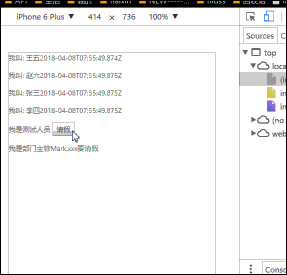 iPhone 6 Plus ▼ 414 × 736 100% ▼
Sources
top
我叫: 王五2018-04-08T07:55:49.874Z
我叫: 赵六2018-04-08T07:55:49.875Z
我叫: 张三2018-04-08T07:55:49.875Z
我叫: 李四2018-04-08T07:55:49.875Z
我是测试人员 请假
我是部门主管Mark,xxx要请假
loca
(no
web
Conso